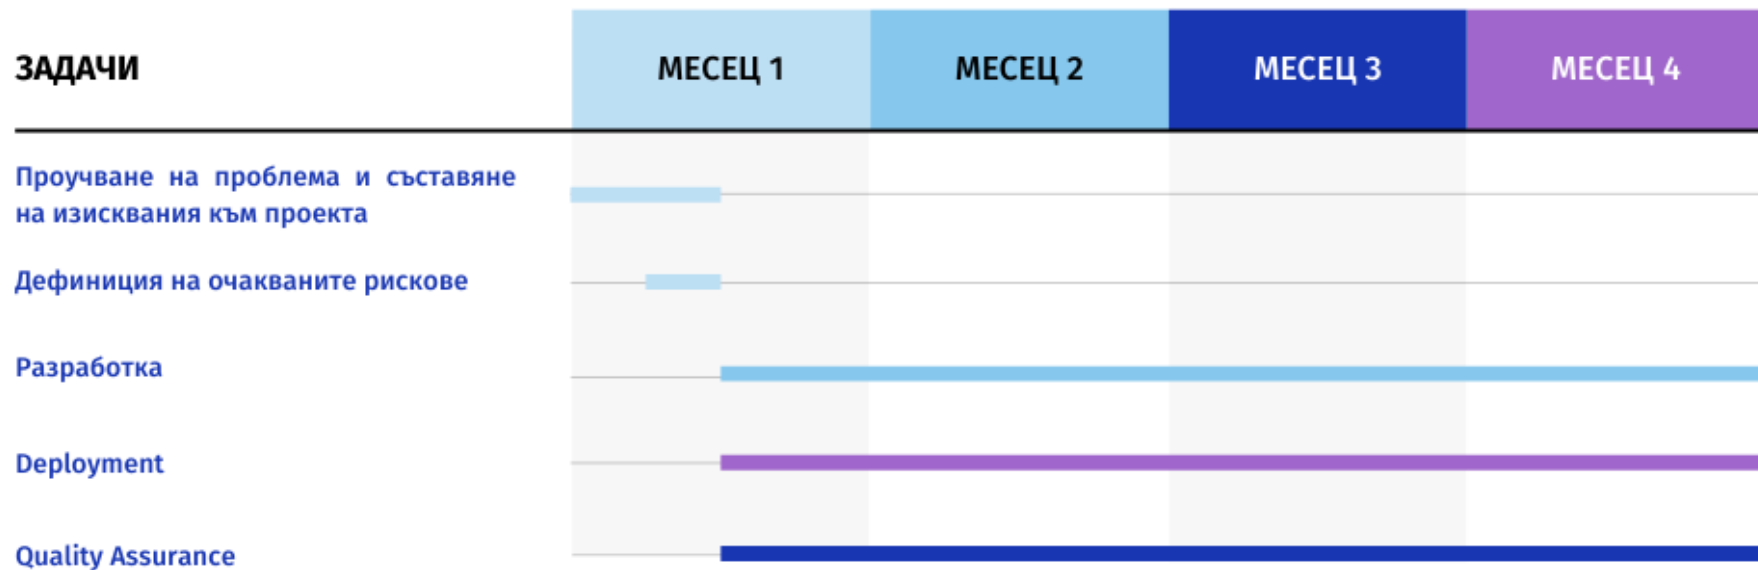 ЗАДАЧИ
МЕСЕЦ 1
МЕСЕЦ 2
МЕСЕЦ 3
МЕСЕЦ 4
Проучване на проблема и съставяне
на изисквания към проекта
Дефиниция на очакваните рискове
Разработка
Deployment
Quality Assurance